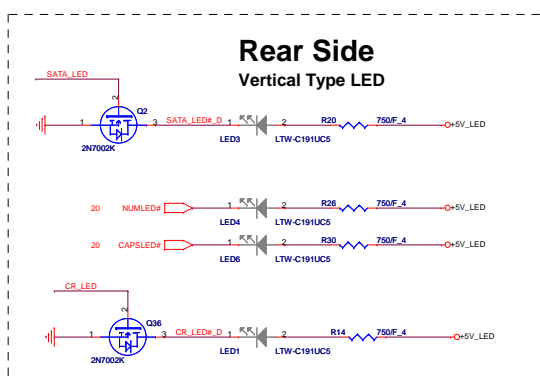 Rear Side
Vertical Type LED
SATA_LED
2
Q2
1 3 SATA_LED#_D 1 2 R20 750/F_4 +5V_LED
2N7002K LED3 LTW-C191UC5
20 NUMLED# 1 2 R26 750/F_4 +5V_LED
LED4 LTW-C191UC5
20 CAPSLED# 1 2 R30 750/F_4 +5V_LED
LED6 LTW-C191UC5
CR_LED
2
Q36
1 3 CR_LED#_D 1 2 R14 750/F_4 +5V_LED
2N7002K LED1 LTW-C191UC5